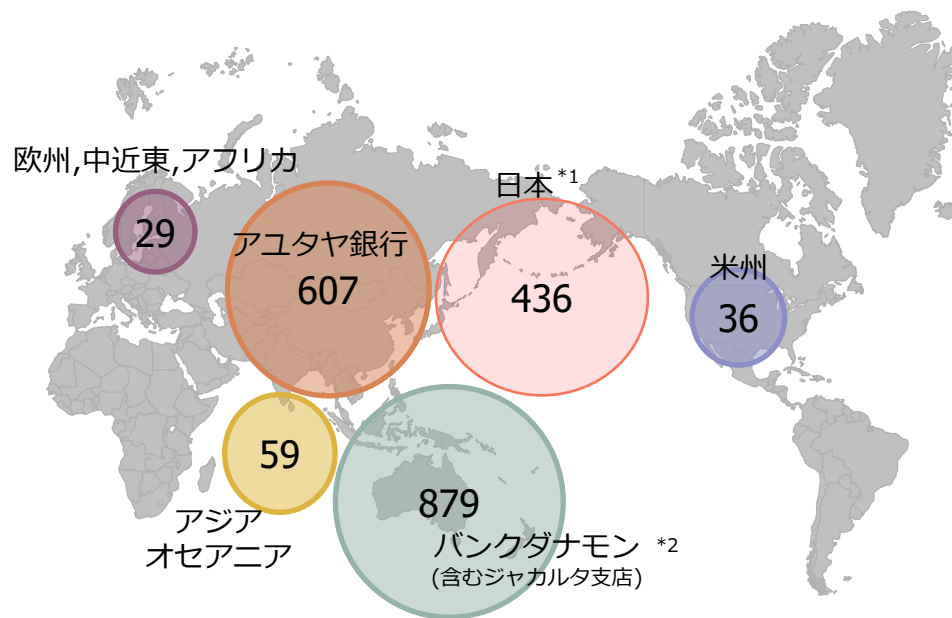 欧州,中近東,アフリカ
29
アユタヤ銀行
607
日本 *1
436
米州
36
59
アジア
オセアニア
879
バンクダナモン *2
(含むジャカルタ支店)